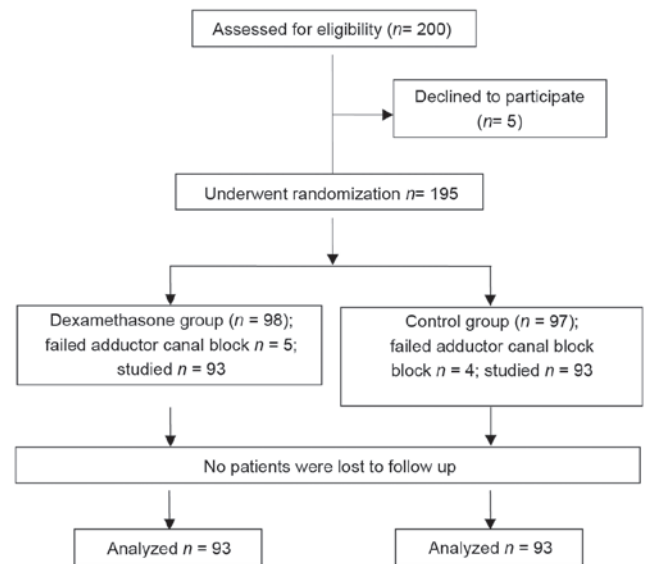 Assessed for eligibility (n= 200)
Declined to participate
(n= 5)
Underwent randomization n= 195
Dexamethasone group (n = 98);
failed adductor canal block n = 5;
studied n = 93
Control group (n = 97);
failed adductor canal block
block n = 4; studied n = 93
No patients were lost to follow up
Analyzed n = 93
Analyzed n = 93